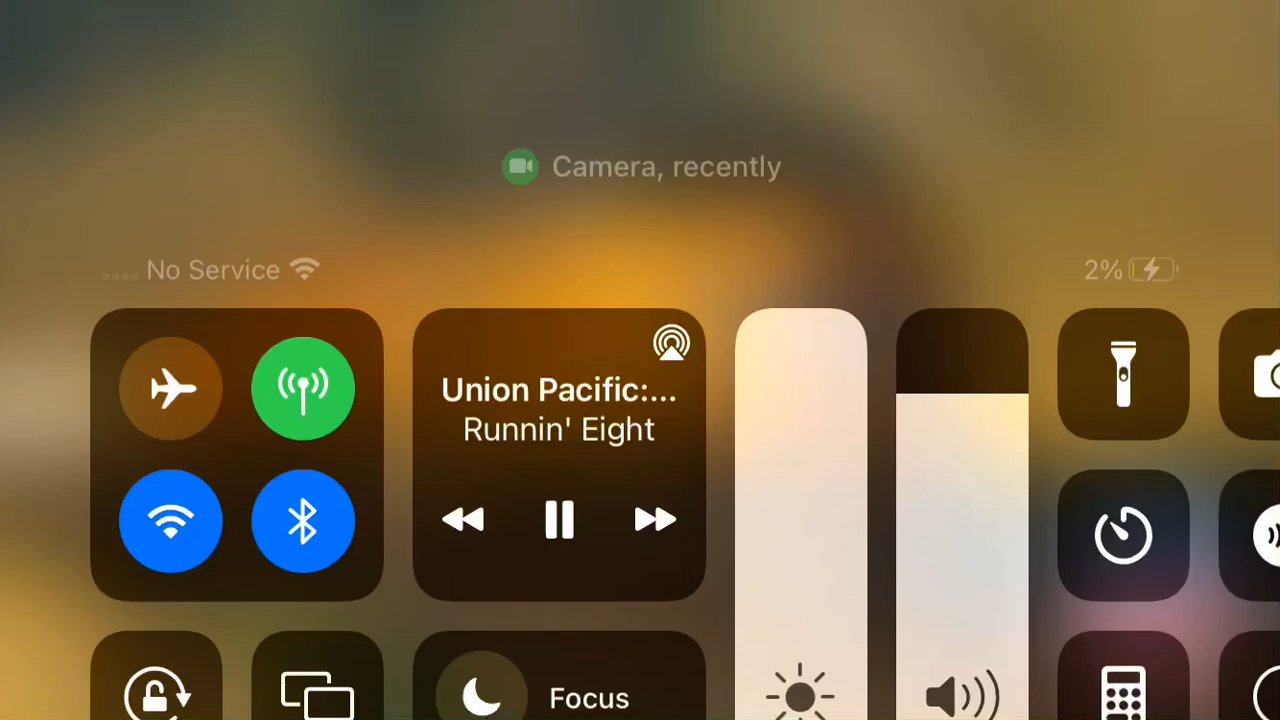 Camera, recently
No Service
2%
Union Pacific:...
Runnin' Eight
Focus